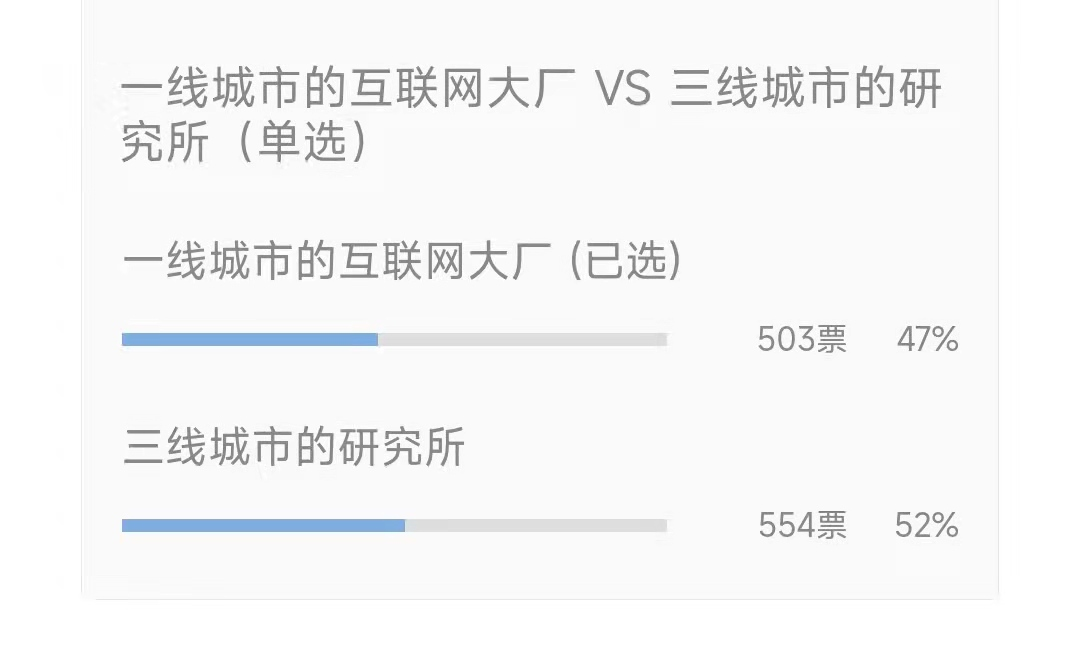 一线城市的互联网大厂 VS 三线城市的研
究所（单选）
一线城市的互联网大厂 (已选)
503票 47%
三线城市的研究所
554票 52%